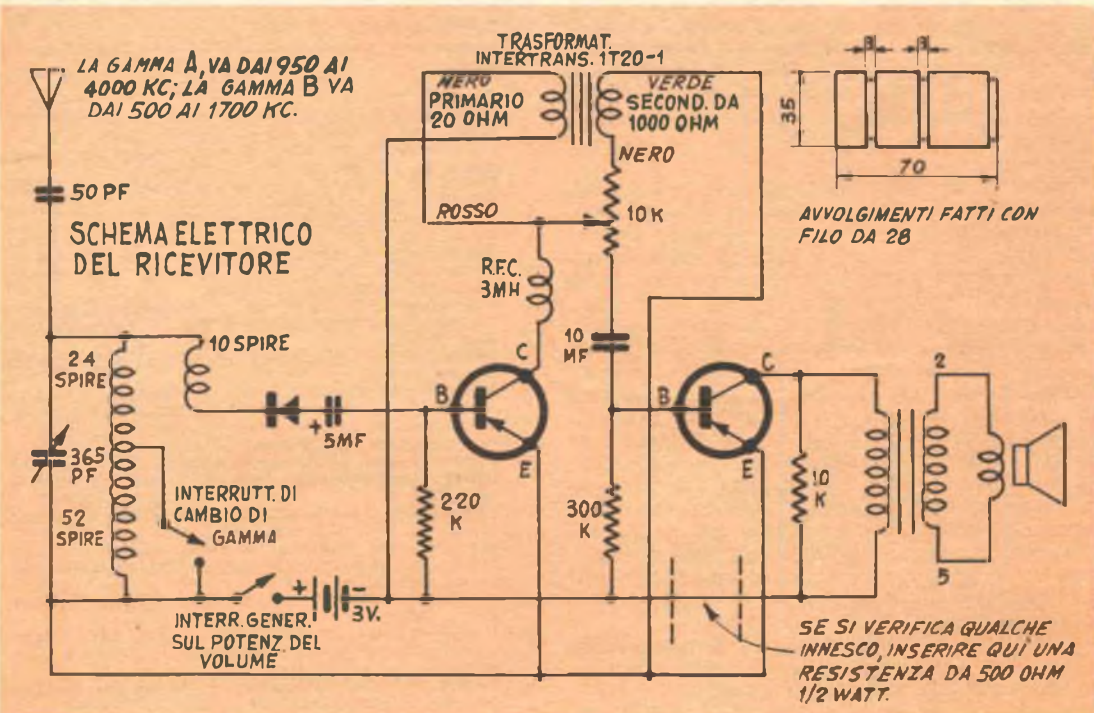 LA GAMMA A, VA DAI 950 AI
4000 KC; LA GAMMA B VA
DAI 500 AI 1700 KC.
TRASFORMAT.
INTERTRANS. 1T20-1
NERO
PRIMARIO
20 OHM
VERDE
SECOND. DA
1000 OHM
NERO
3
3
35
70
AVVOLGIMENTI FATTI CON
FILO DA 28
50 PF
SCHEMA ELETTRICO
DEL RICEVITORE
ROSSO
10 K
R.F.C.
3MH
10 SPIRE
24
SPIRE
10
MF
C
B
E
C
B
E
2
5
+
5MF
365
PF
52
SPIRE
INTERRUTT. DI
CAMBIO DI
GAMMA
220
K
300
K
10
K
+
-
3V.
INTERR. GENER.
SUL POTENZ. DEL
VOLUME
SE SI VERIFICA QUALCHE
INNESCO, INSERIRE QUI UNA
RESISTENZA DA 500 OHM
1/2 WATT.